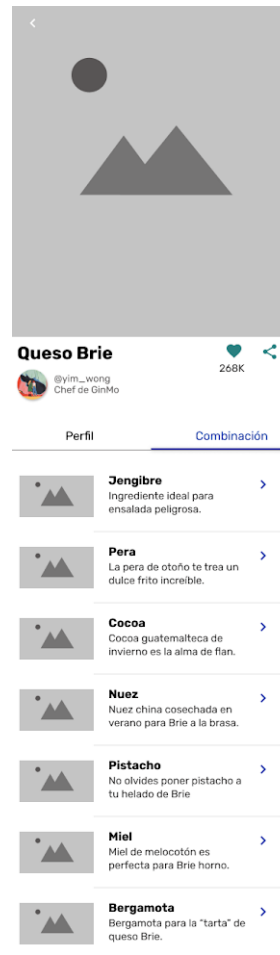 Queso Brie
268K
@yim_wong
Chef de GinMo
Perfil
Combinación
Jengibre
Ingrediente ideal para
ensalada peligrosa.
Pera
La pera de otoño te trea un
dulce frito increíble.
Cocoa
Cocoa guatemalteca de
invierno es la alma de flan.
Nuez
Nuez china cosechada en
verano para Brie a la brasa.
Pistacho
No olvides poner pistacho a
tu helado de Brie
Miel
Miel de melocotón es
perfecta para Brie horno.
Bergamota
Bergamota para la “tarta” de
queso Brie.